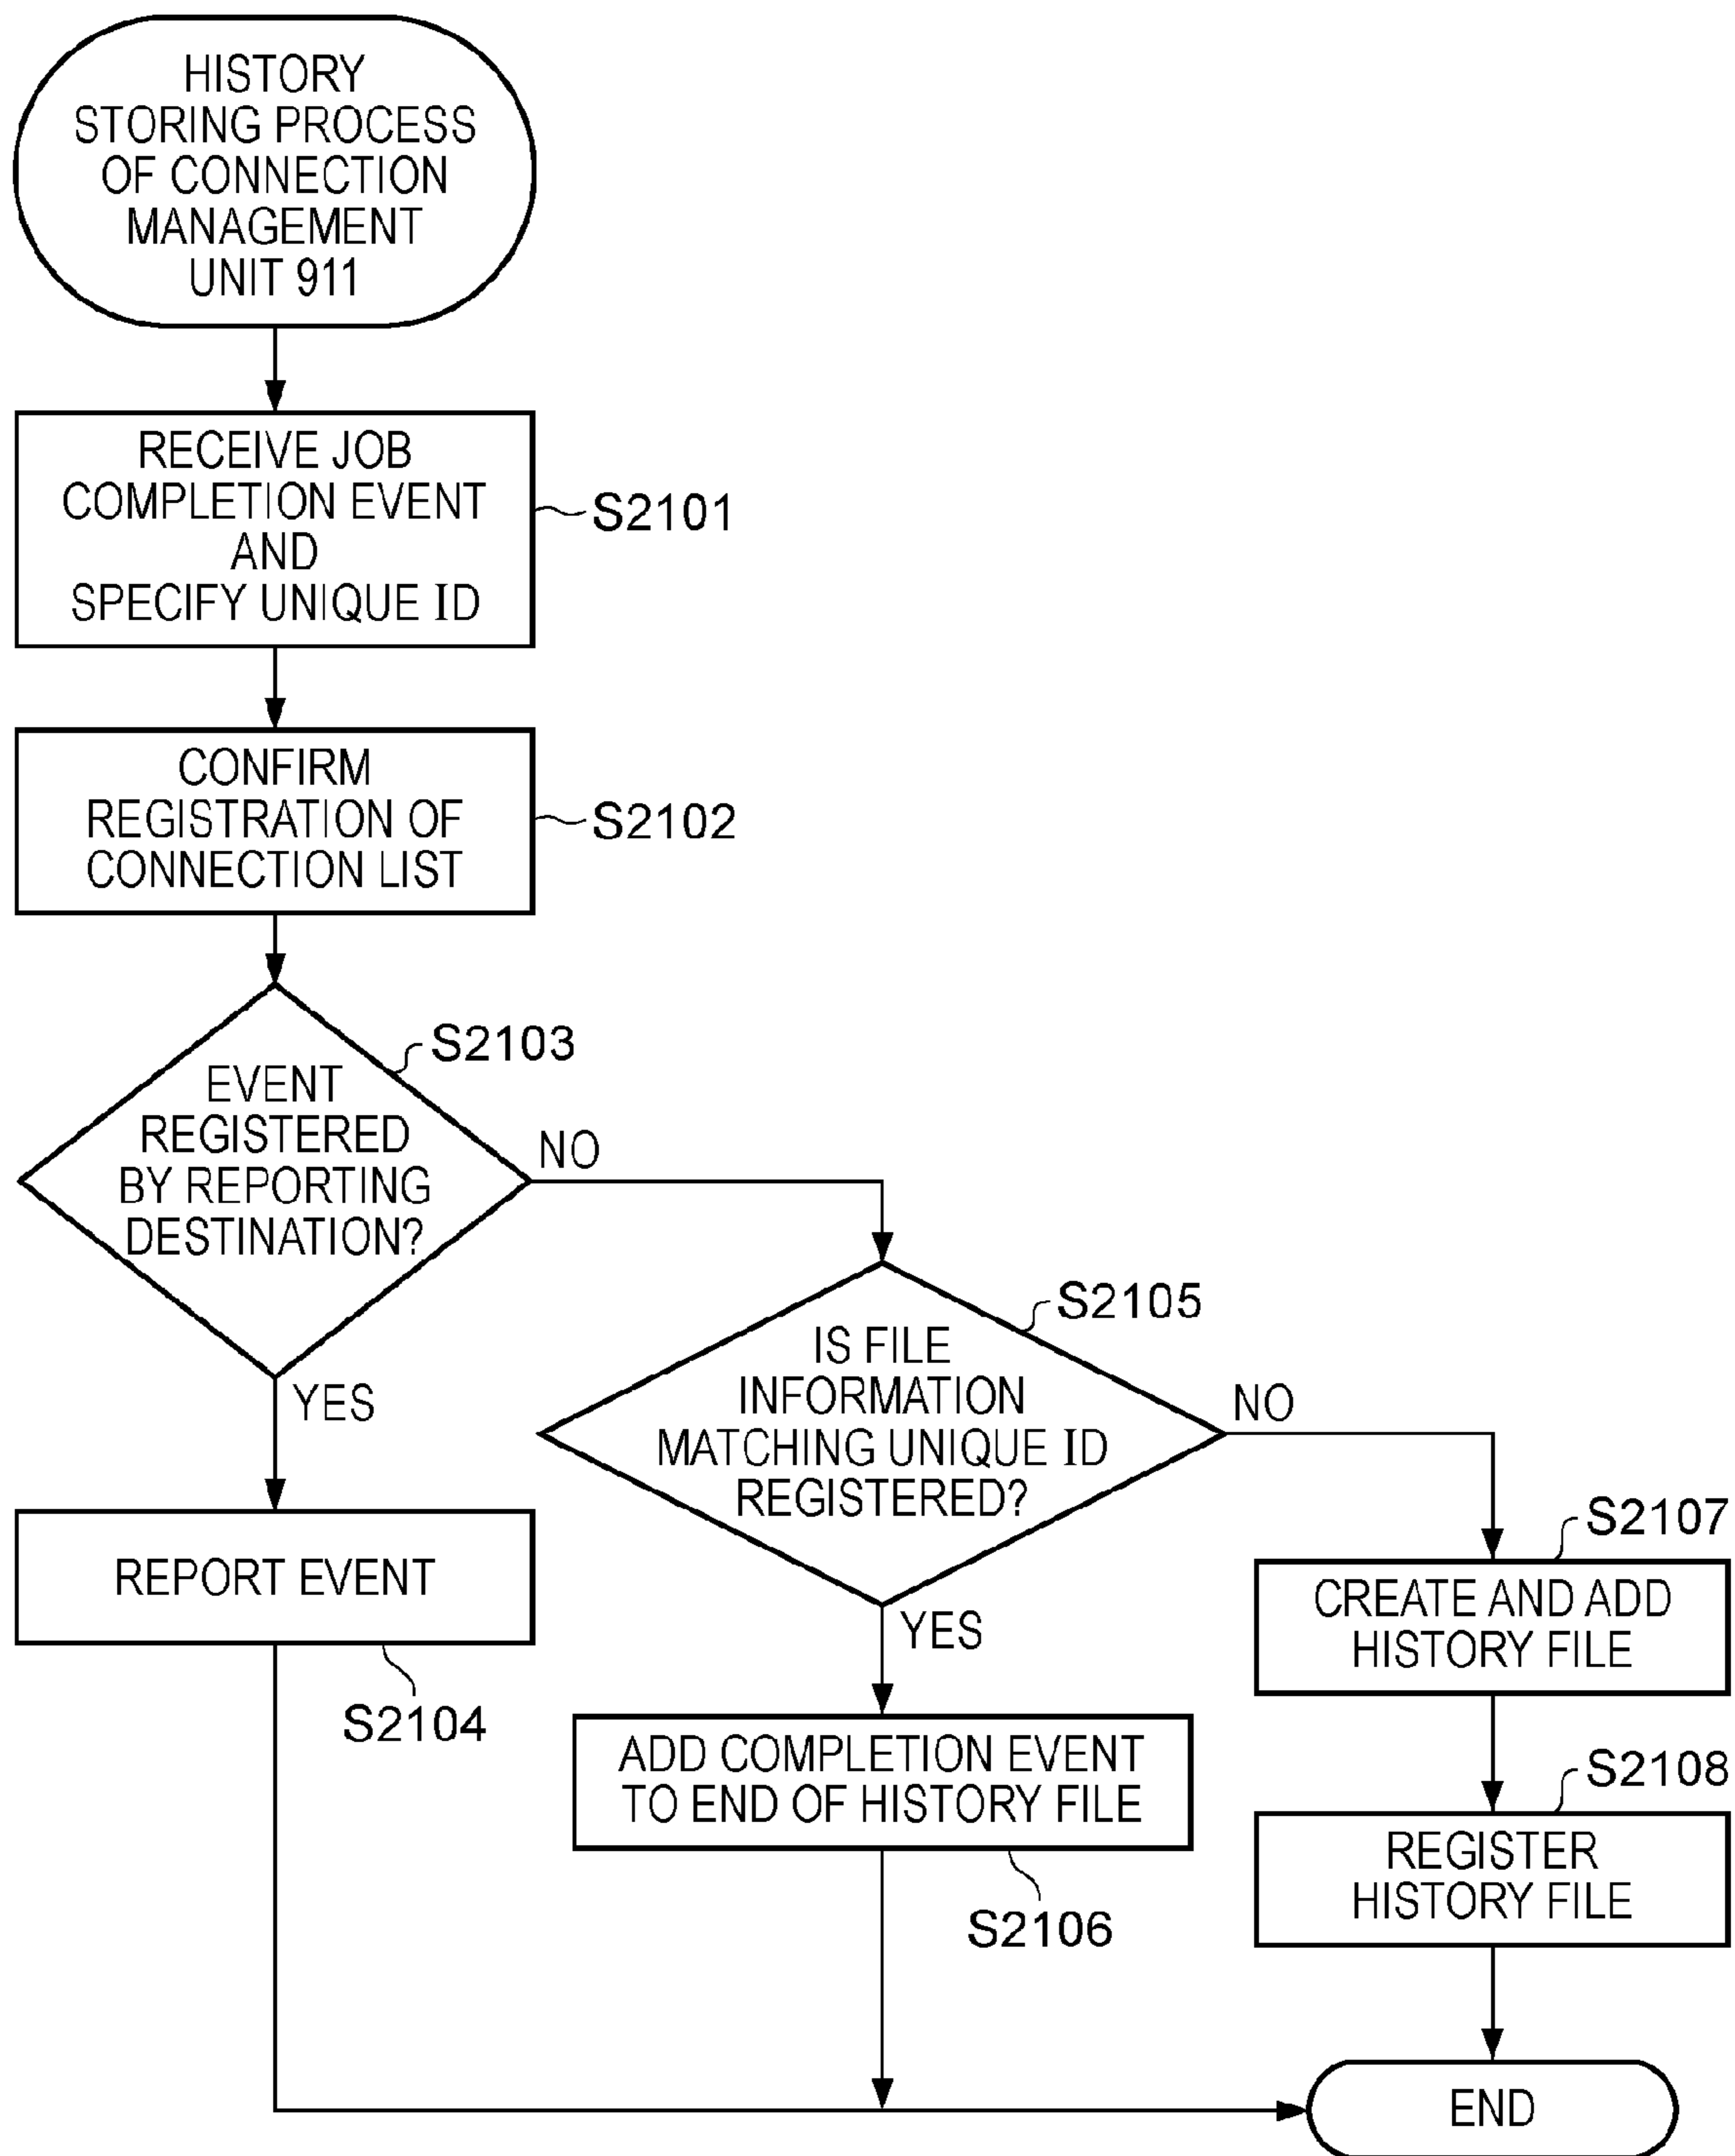 HISTORY
STORING PROCESS
OF CONNECTION
MANAGEMENT
UNIT 911
RECEIVE JOB
COMPLETION EVENT
AND
SPECIFY UNIQUE ID
S2101
CONFIRM
REGISTRATION OF
CONNECTION LIST
S2102
S2103
EVENT
REGISTERED
BY REPORTING
DESTINATION?
NO
YES
REPORT EVENT
S2104
S2105
IS FILE
INFORMATION
MATCHING UNIQUE ID
REGISTERED?
NO
YES
ADD COMPLETION EVENT
TO END OF HISTORY FILE
S2106
S2107
CREATE AND ADD
HISTORY FILE
S2108
REGISTER
HISTORY FILE
END